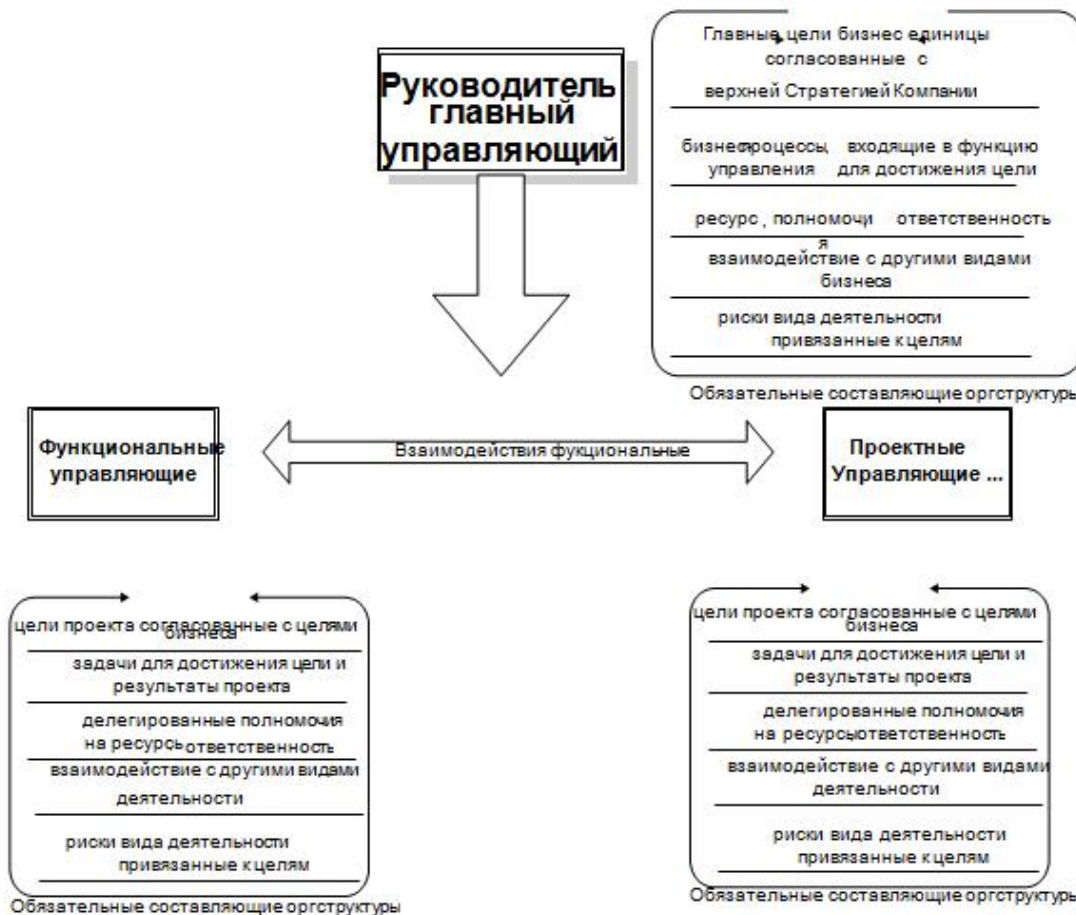 Руководитель
главный
управляющий
Главные цели бизнес единицы
согласованные с
верхней Стратегией Компании
бизнес процессы, входящие в функцию
управления для достижения цели
ресурс, полномочия ответственность
взаимодействие с другими видами
бизнеса
риски вида деятельности
привязанные к целям
Обязательные составляющие оргструктуры
Функциональные
управляющие
Взаимодействия фукциональные
Проектные
Управляющие ...
цели проекта согласованные с целями
бизнеса
задачи для достижения цели и
результаты проекта
делегированные полномочия
на ресурсы, ответственность
взаимодействие с другими видами
деятельности
риски вида деятельности
привязанные к целям
Обязательные составляющие оргструктуры
цели проекта согласованные с целями
бизнеса
задачи для достижения цели и
результаты проекта
делегированные полномочия
на ресурсы, ответственность
взаимодействие с другими видами
деятельности
риски вида деятельности
привязанные к целям
Обязательные составляющие оргструктуры